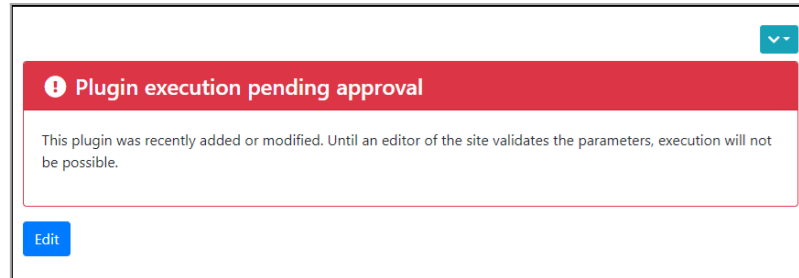 Plugin execution pending approval
This plugin was recently added or modified. Until an editor of the site validates the parameters, execution will not
be possible.
Edit